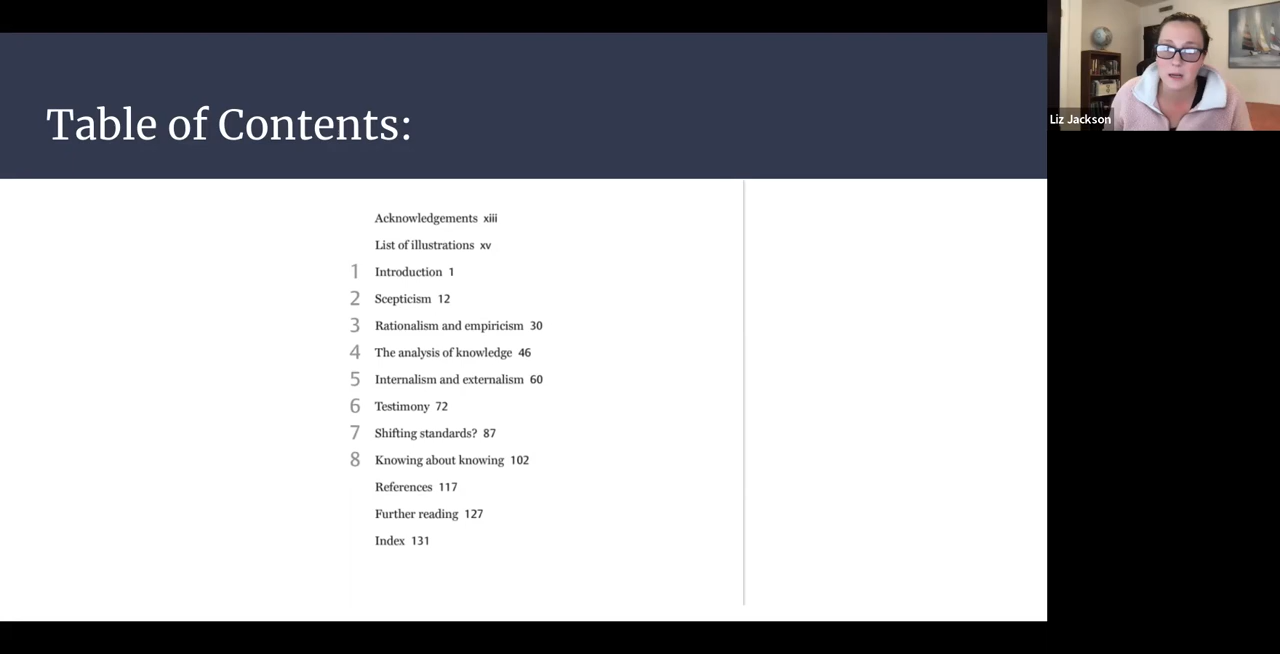 Table of Contents:
Liz Jackson
Acknowledgements xiii
List of illustrations xv
1 Introduction 1
2 Scepticism 12
3 Rationalism and empiricism 30
4 The analysis of knowledge 46
5 Internalism and externalism 60
6 Testimony 72
7 Shifting standards? 87
8 Knowing about knowing 102
References 117
Further reading 127
Index 131